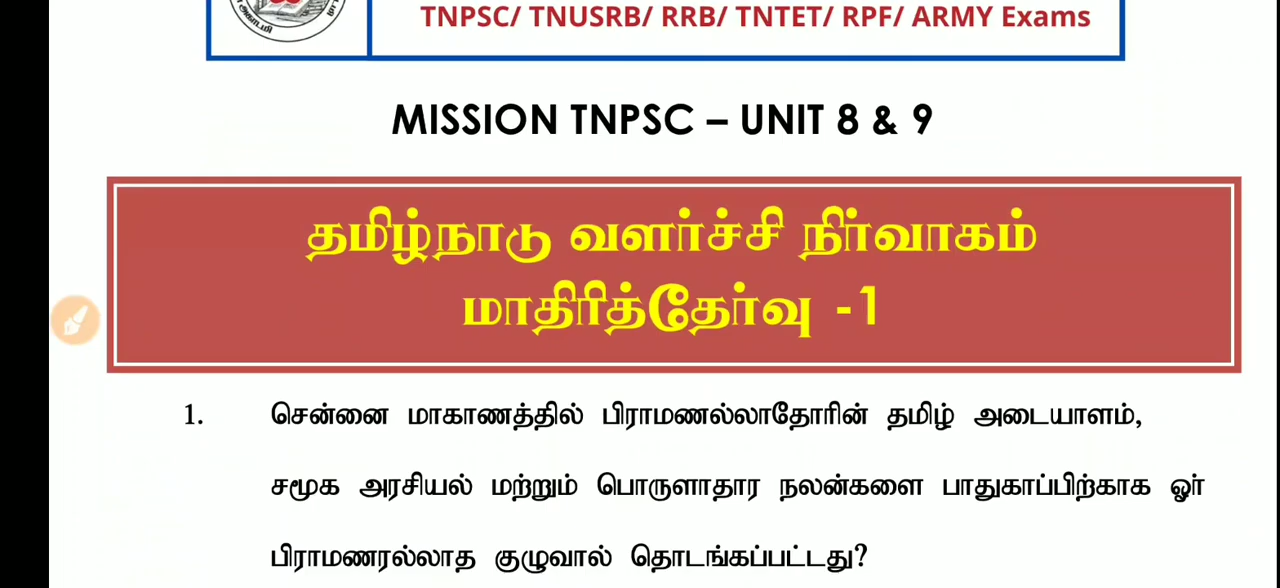 TNPSC/ TNUSRB/ RRB/ TNTET/ RPF/ ARMY Exams
MISSION TNPSC – UNIT 8 & 9
தமிழ்நாடு வளர்ச்சி நிர்வாகம்
மாதிரித்தேர்வு -1
1. சென்னை மாகாணத்தில் பிராமணல்லாதோரின் தமிழ் அடையாளம்,
சமூக அரசியல் மற்றும் பொருளாதார நலன்களை பாதுகாப்பிற்காக ஓர்
பிராமணரல்லாத குழுவால் தொடங்கப்பட்டது?